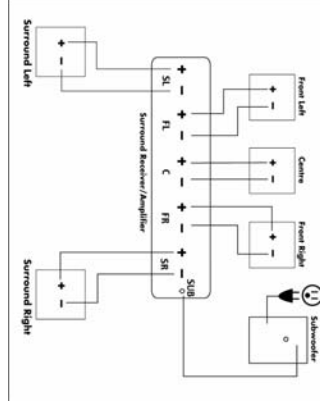 Surround Left
+ −
Surround Right
+ −
Surround Receiver/Amplifier
SL
+ −
FL
+ −
C
+ −
FR
+ −
SR
+ −
SUB
Front Left
+ −
Centre
+ −
Front Right
+ −
Subwoofer